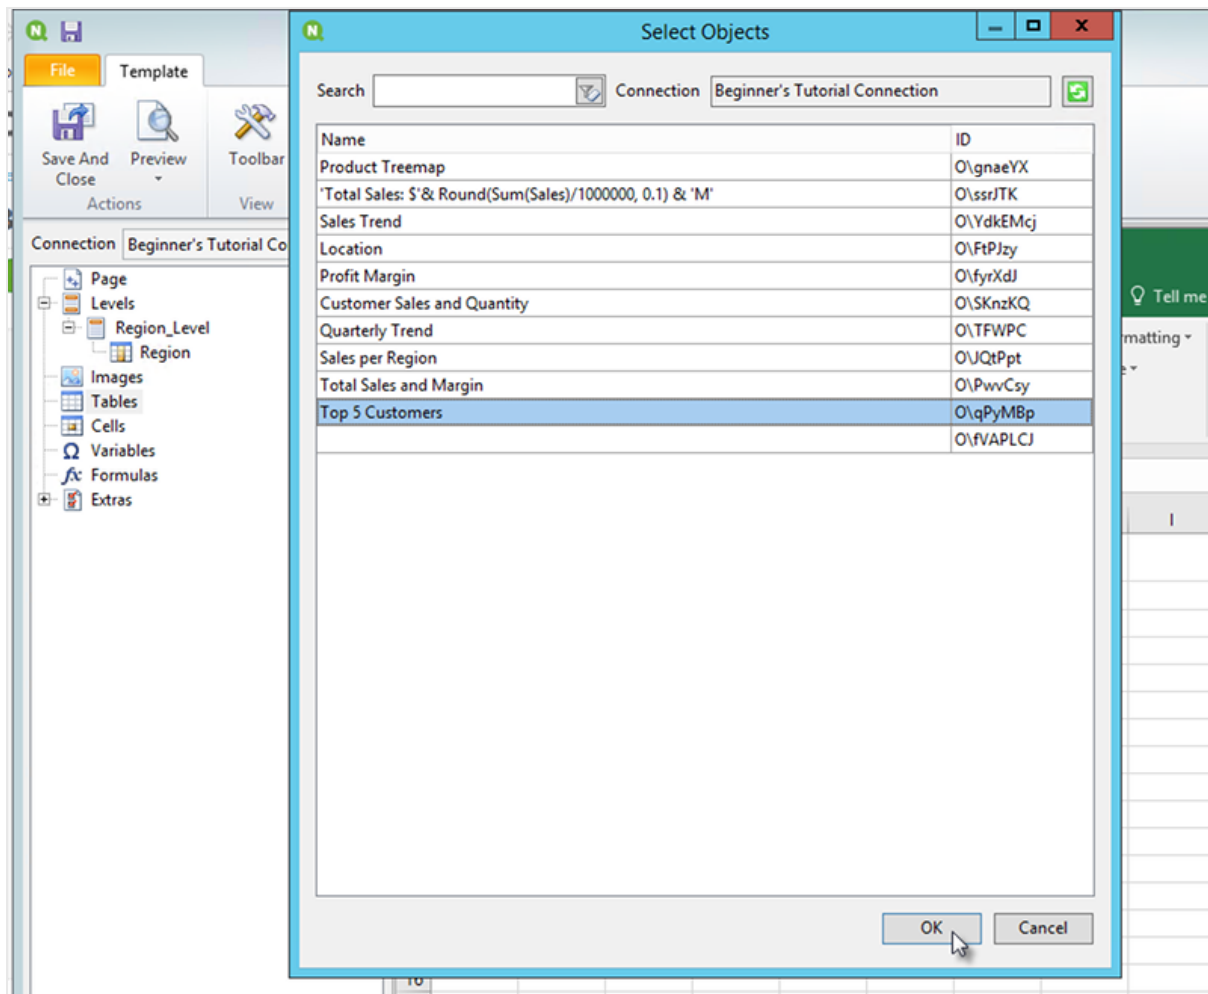 Select Objects
File
Template
Save And Close
Preview
Toolbar
Actions
View
Connection Beginner's Tutorial Co
Page
Levels
Region_Level
Region
Images
Tables
Cells
Variables
Formulas
Extras
Search
Connection Beginner's Tutorial Connection
Name ID
Product Treemap O\gnaeYX
'Total Sales: $'& Round(Sum(Sales)/1000000, 0.1) & 'M' O\ssrJTK
Sales Trend O\YdkEMcj
Location O\FtPJzy
Profit Margin O\fyrXdJ
Customer Sales and Quantity O\SKnzKQ
Quarterly Trend O\TFWPC
Sales per Region O\JQtPpt
Total Sales and Margin O\PwvCsy
Top 5 Customers O\qPyMBp
O\fVAPLCJ
OK
Cancel
Tell me
matting
I